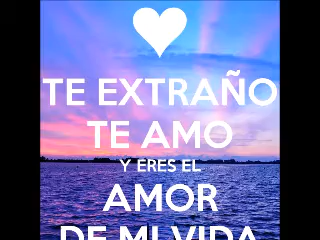 TE EXTRAÑO
TE AMO
Y ERES EL
AMOR
DE MI VIDA